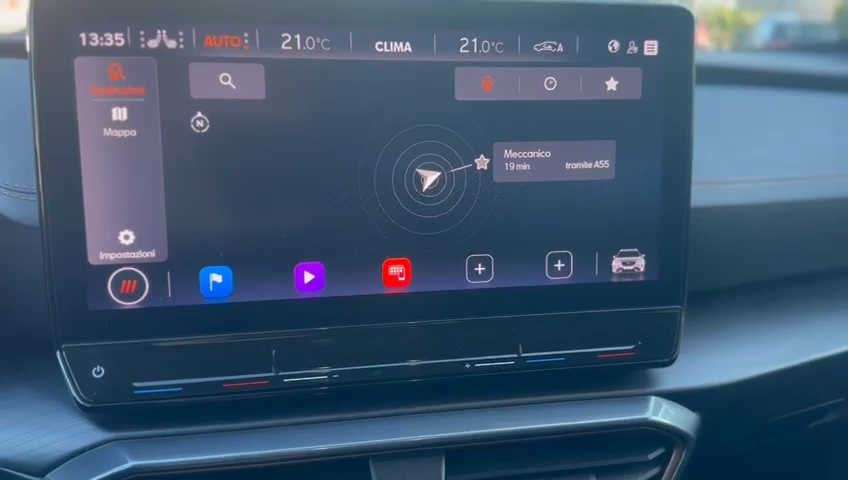 13:35 AUTO 21.0°C CLIMA 21.0°C A
Destinazioni
Mappa
N
Meccanico
19 min tramite A55
Impostazioni